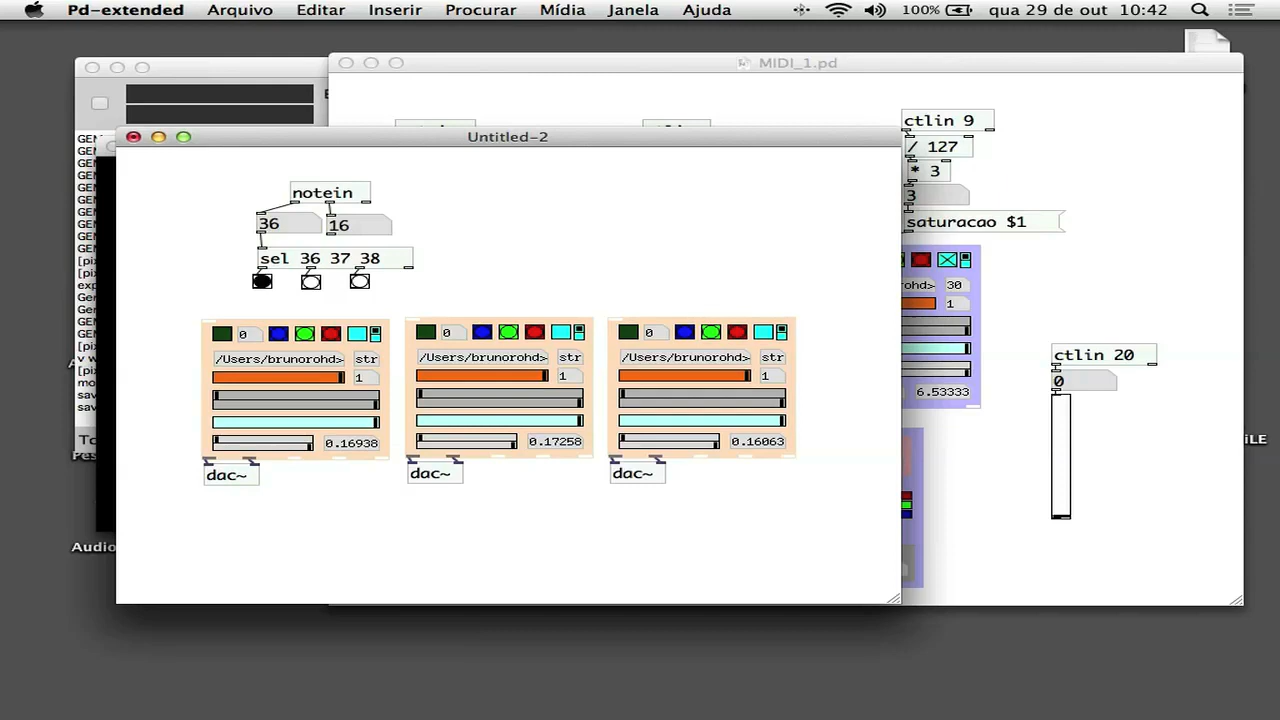 Pd-extended Arquivo Editar Inserir Procurar Mídia Janela Ajuda 100% qua 29 de out 10:42
MIDI_1.pd
Untitled-2
ctlin 9
/ 127
* 3
3
saturacao $1
notein
36 16
sel 36 37 38
30
1
6.53333
ctlin 20
0
0 0 0
/Users/brunorohd> str /Users/brunorohd> str /Users/brunorohd> str
1 1 1
0.16938 0.17258 0.16063
dac~ dac~ dac~
Audio